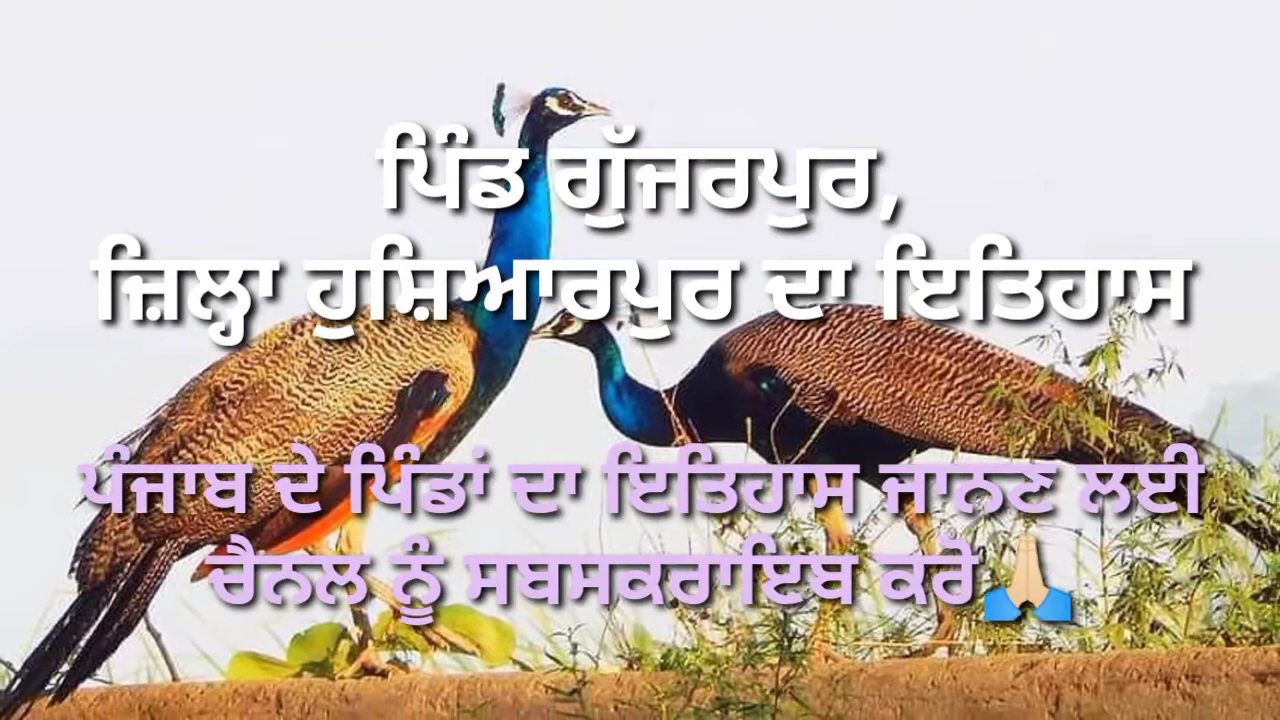 ਪਿੰਡ ਗੁੱਜਰਪੁਰ,
ਜ਼ਿਲ੍ਹਾ ਹੁਸ਼ਿਆਰਪੁਰ ਦਾ ਇਤਿਹਾਸ
ਪੰਜਾਬ ਦੇ ਪਿੰਡਾਂ ਦਾ ਇਤਿਹਾਸ ਜਾਨਣ ਲਈ
ਚੈਨਲ ਨੂੰ ਸਬਸਕਰਾਇਬ ਕਰੋ🙏🏻